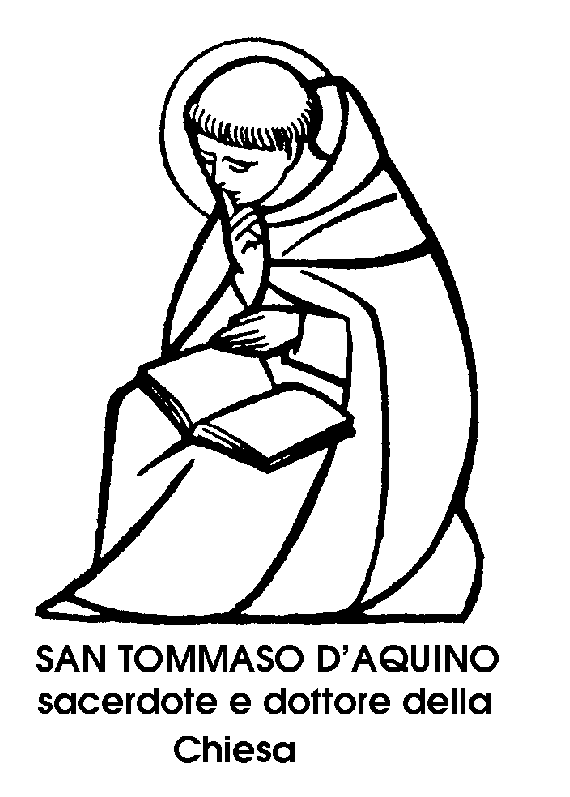 SAN TOMMASO D'AQUINO
sacerdote e dottore della
Chiesa